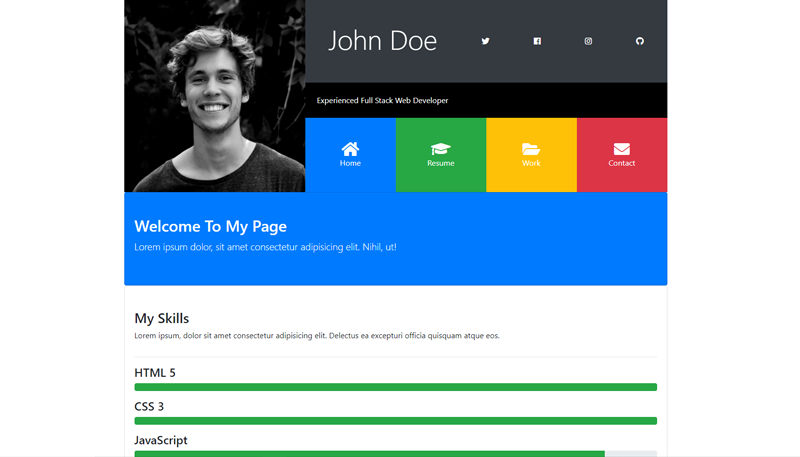 John Doe
Experienced Full Stack Web Developer
Home
Resume
Work
Contact
Welcome To My Page
Lorem ipsum dolor, sit amet consectetur adipisicing elit. Nihil, ut!
My Skills
Lorem ipsum, dolor sit amet consectetur adipisicing elit. Delectus ea excepturi officia quisquam atque eos.
HTML 5
CSS 3
JavaScript